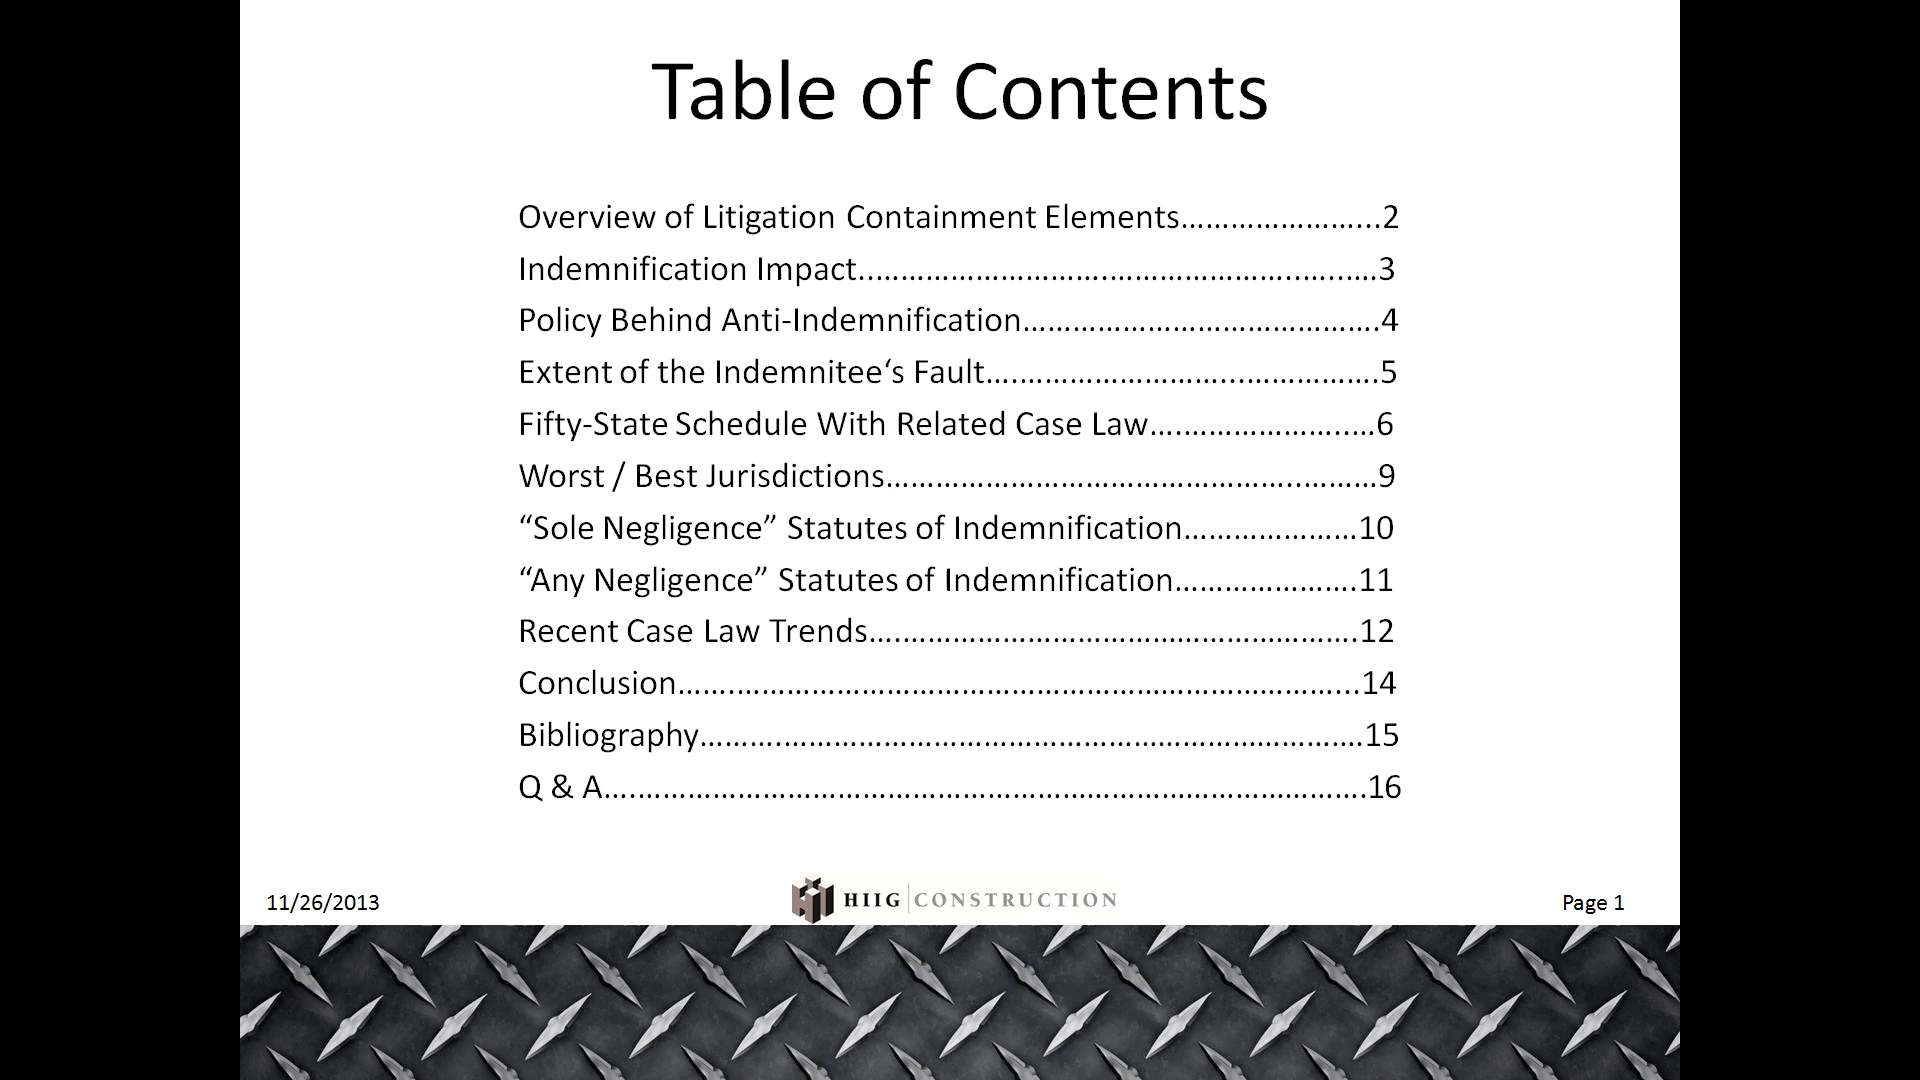 Table of Contents
Overview of Litigation Containment Elements…………………...2
Indemnification Impact..……………………….…………………..…..….3
Policy Behind Anti-Indemnification…………………………………….4
Extent of the Indemnitee‘s Fault….……………………...…………….5
Fifty-State Schedule With Related Case Law….………………..…6
Worst / Best Jurisdictions…………………………………………..………9
“Sole Negligence” Statutes of Indemnification…………………10
“Any Negligence” Statutes of Indemnification………………….11
Recent Case Law Trends….……………………………………………….12
Conclusion…….………………………………………………………………...14
Bibliography……….…………………………………………………………….15
Q & A….…………………………………………………………………………….16
11/26/2013
HIIG CONSTRUCTION
Page 1